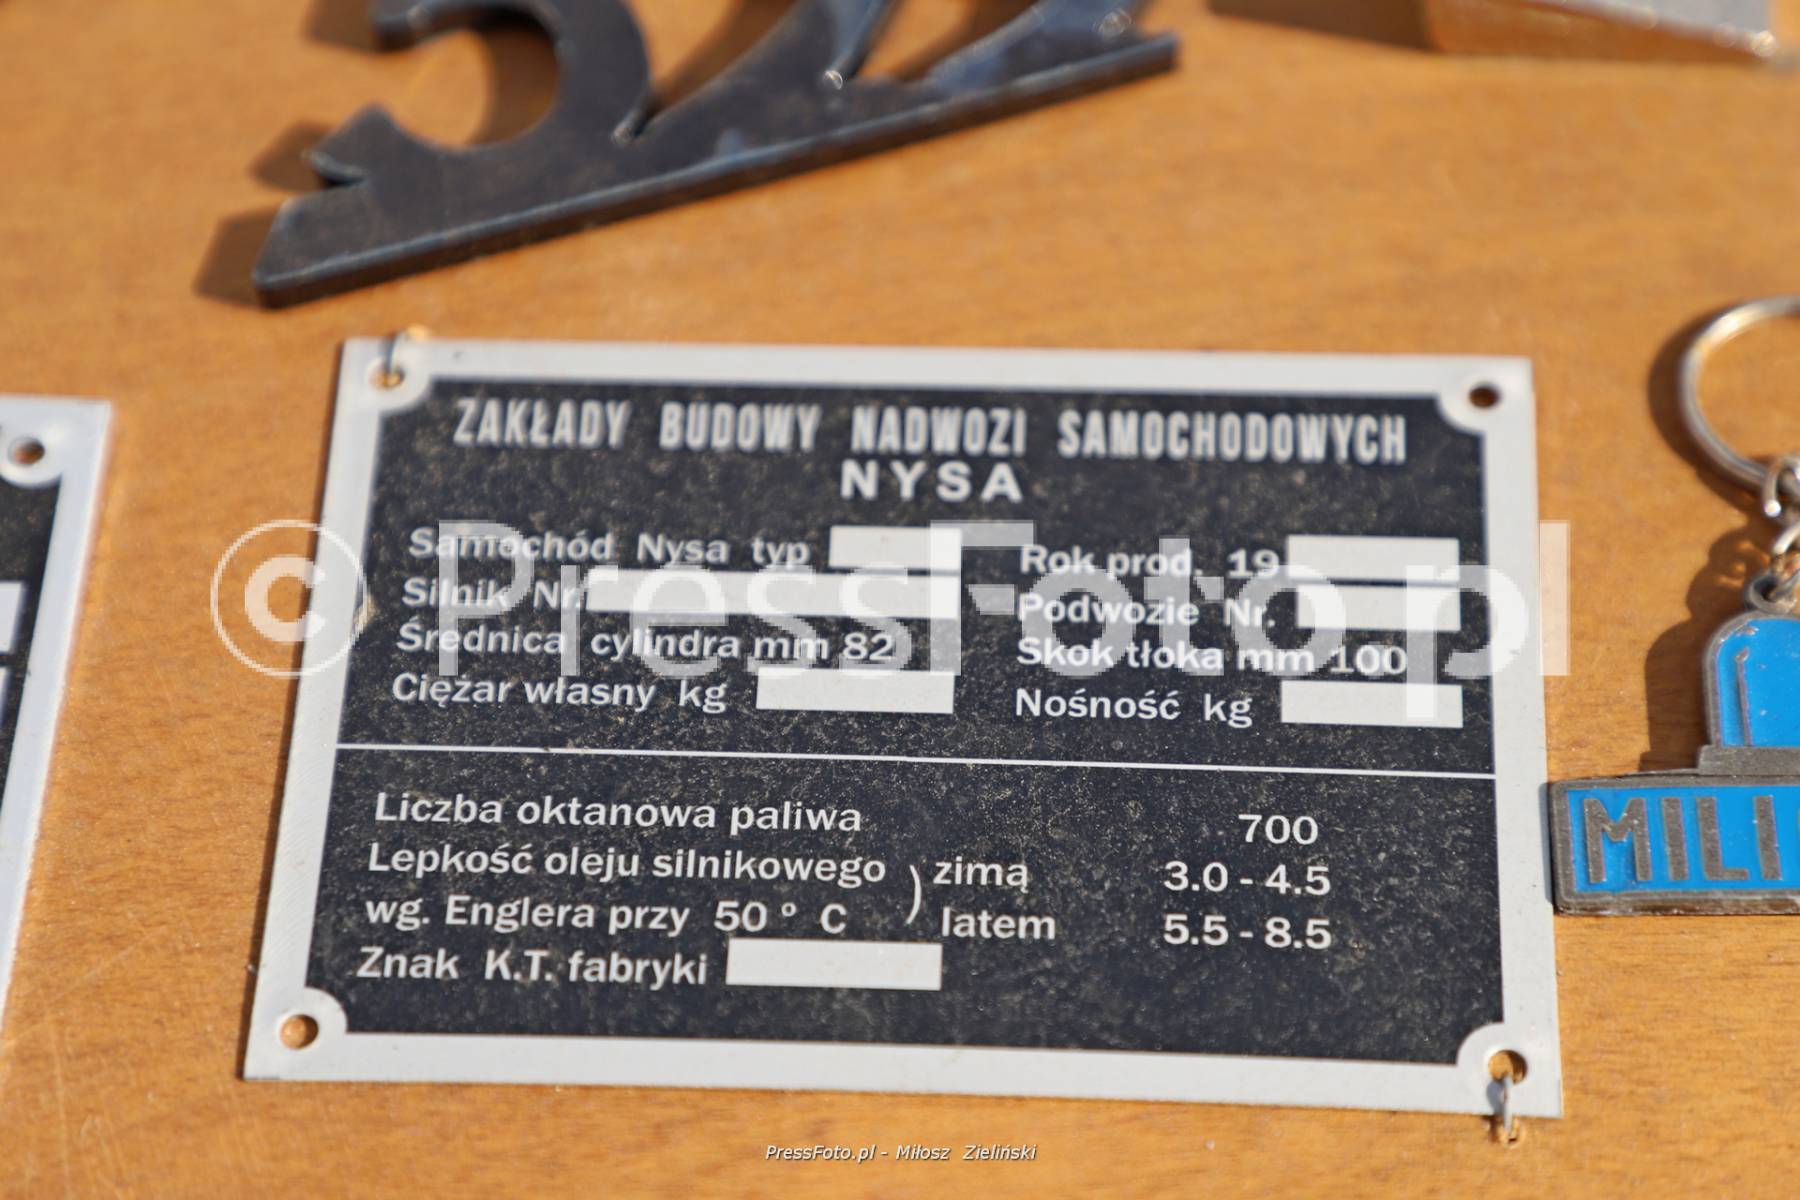 ZAKŁADY BUDOWY NADWOZI SAMOCHODOWYCH
NYSA
Samochód Nysa typ
Rok prod. 19
Silnik Nr.
Podwozie Nr.
Średnica cylindra mm 82
Skok tłoka mm 100
Ciężar własny kg
Nośność kg
Liczba oktanowa paliwa 700
Lepkość oleju silnikowego ) zimą 3.0 - 4.5
wg. Englera przy 50 º C latem 5.5 - 8.5
Znak K.T. fabryki
MILI
© PressFoto.pl
PressFoto.pl - Miłosz Zieliński